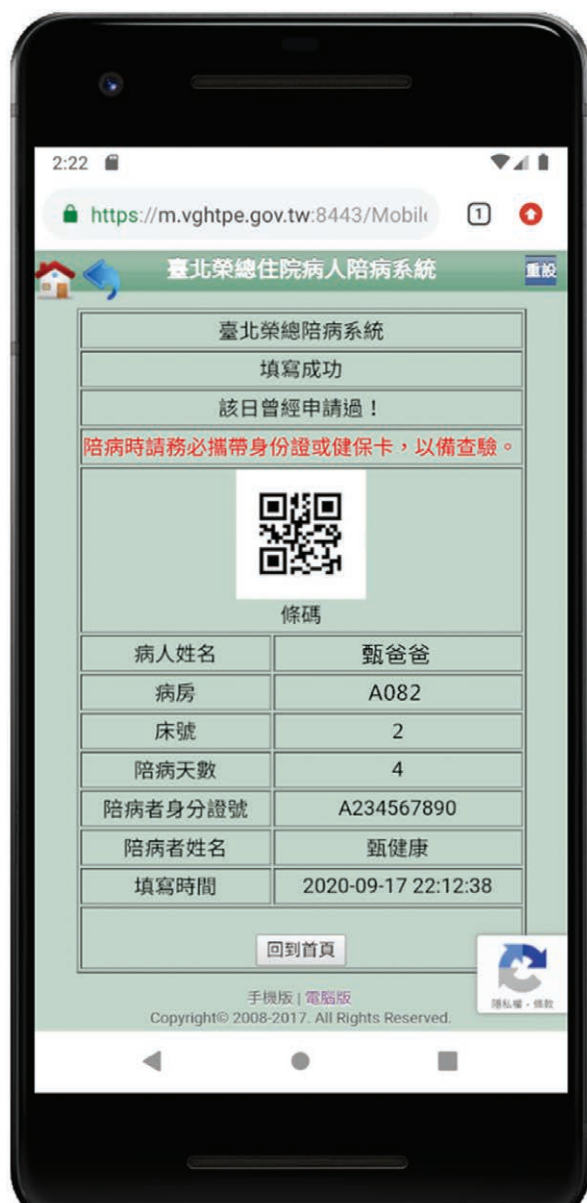 2:22
https://m.vghtpe.gov.tw:8443/Mobile
1
臺北榮總住院病人陪病系統
重設
臺北榮總陪病系統
填寫成功
該日曾經申請過！
陪病時請務必攜帶身份證或健保卡，以備查驗。
條碼
病人姓名 甄爸爸
病房 A082
床號 2
陪病天數 4
陪病者身分證號 A234567890
陪病者姓名 甄健康
填寫時間 2020-09-17 22:12:38
回到首頁
隱私權 - 條款
手機版 | 電腦版
Copyright© 2008-2017. All Rights Reserved.